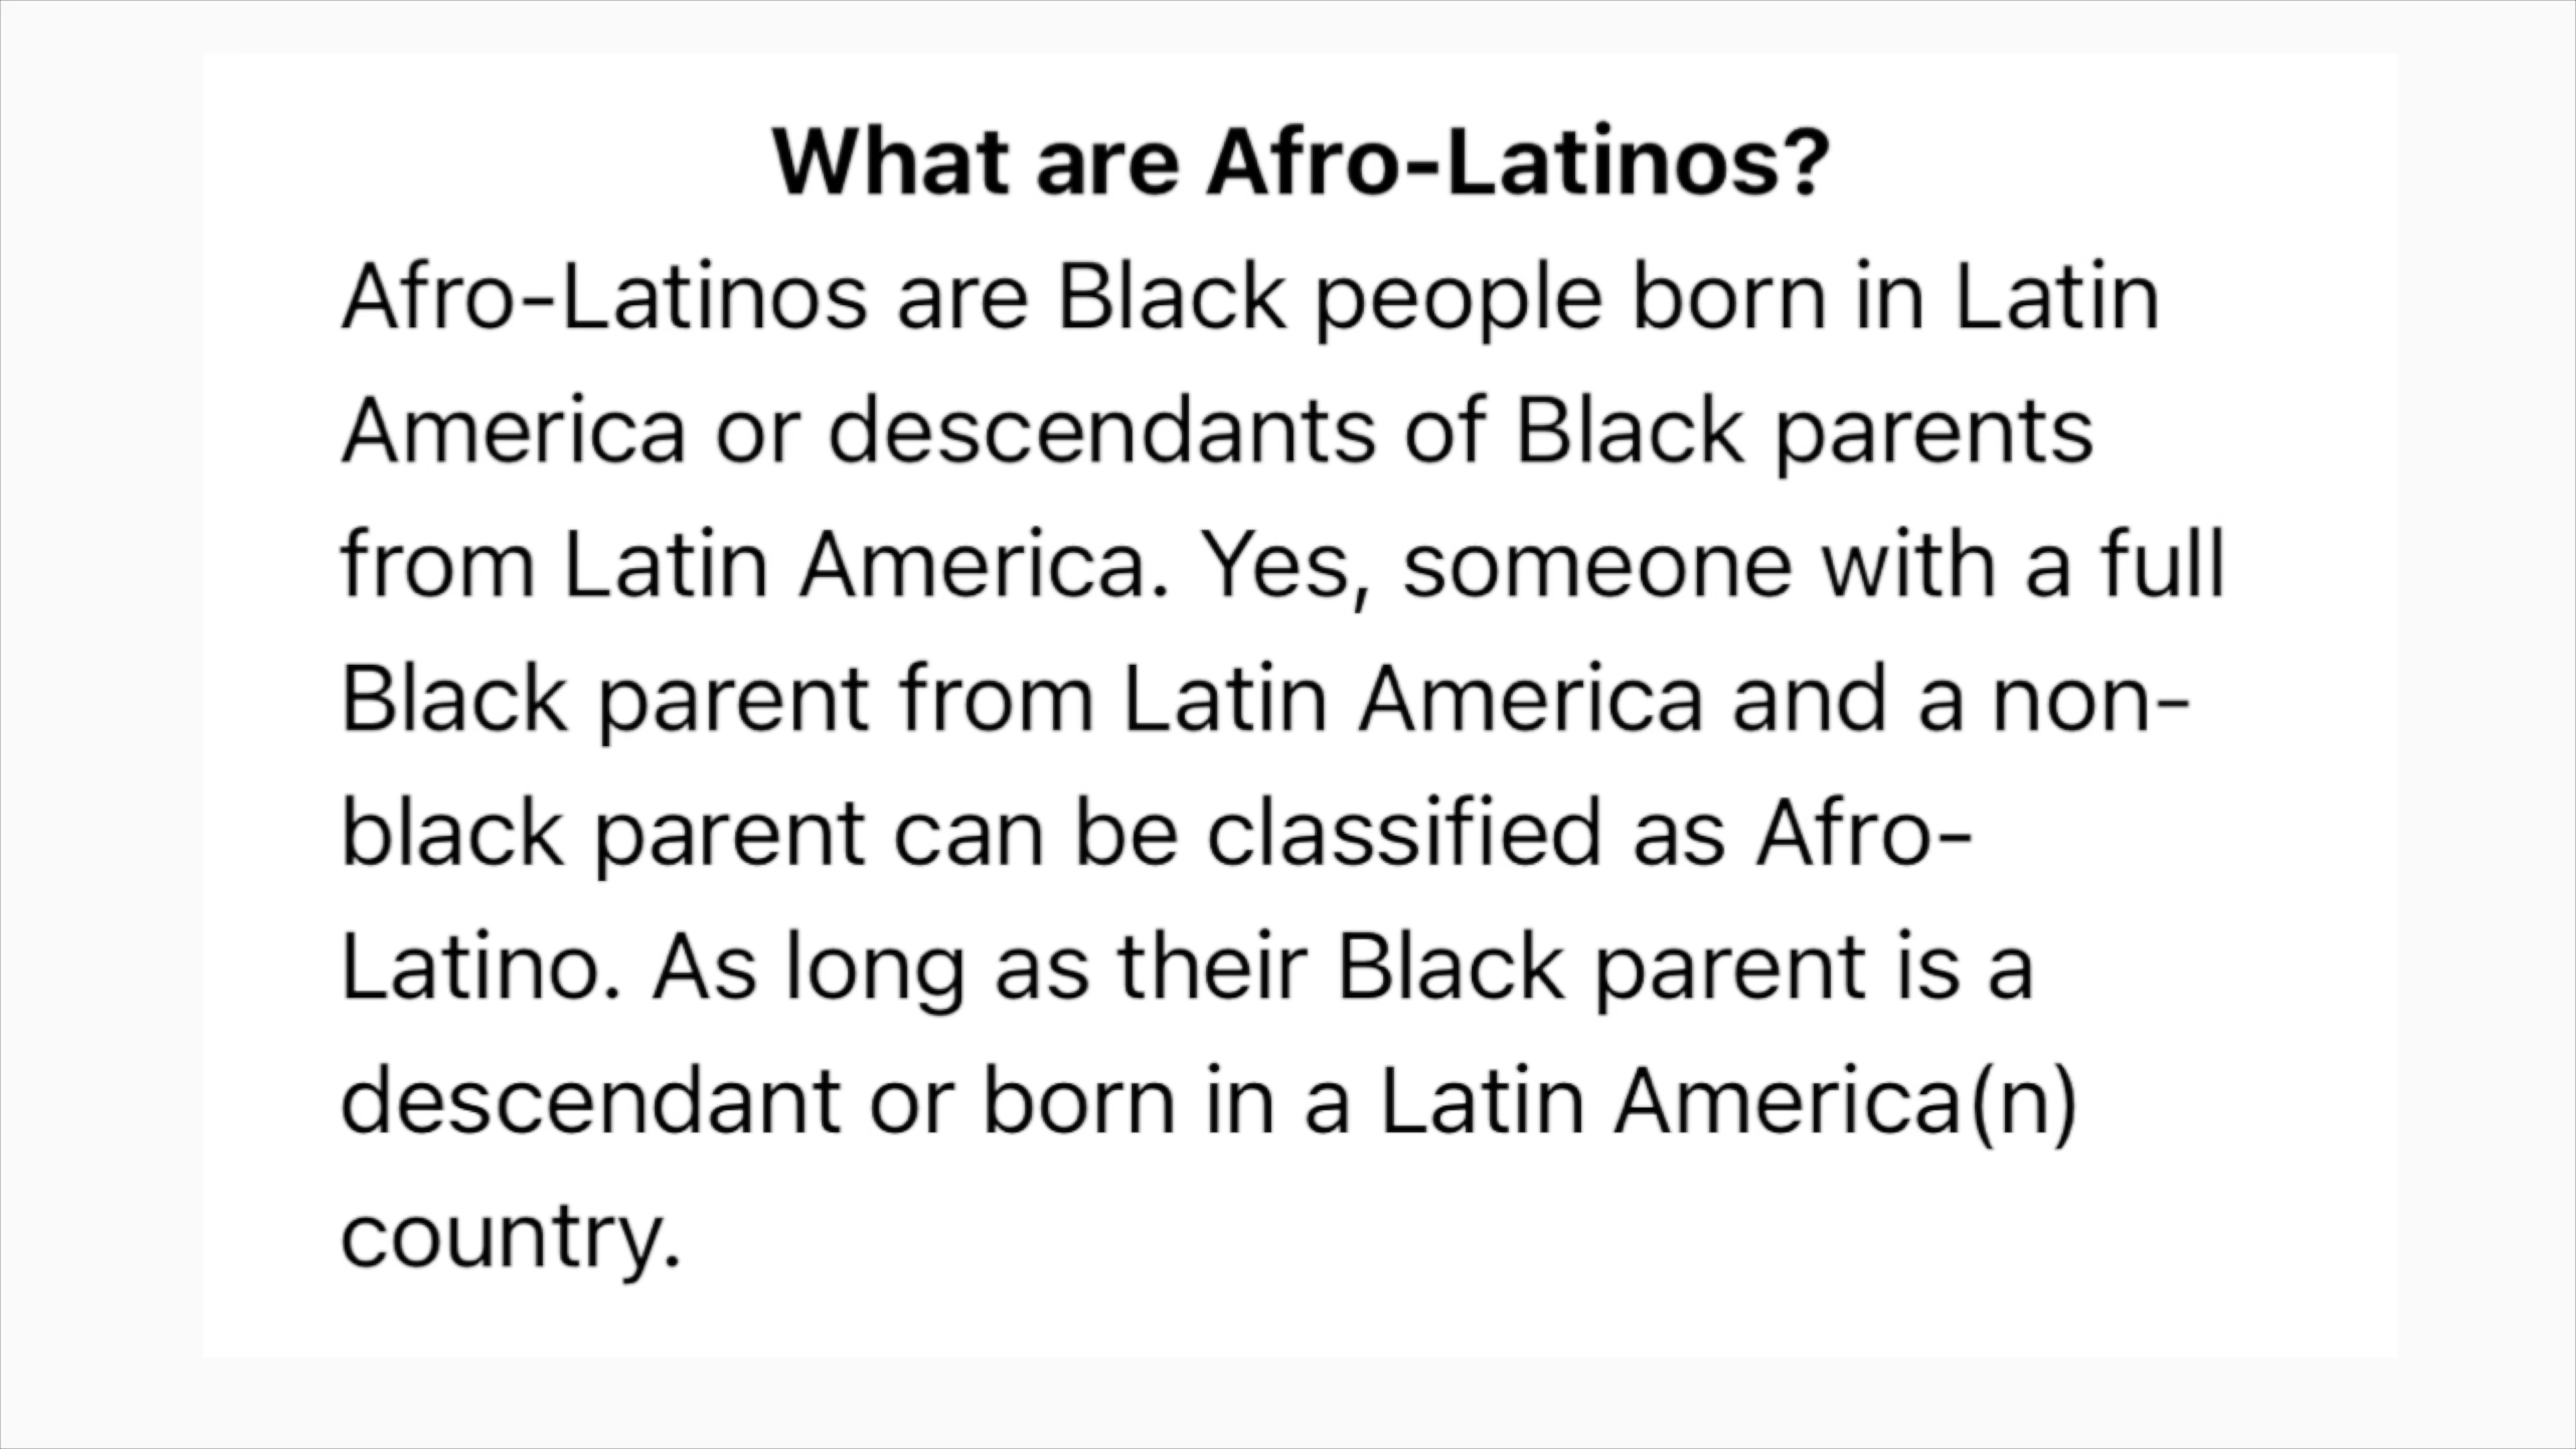 What are Afro-Latinos?
Afro-Latinos are Black people born in Latin
America or descendants of Black parents
from Latin America. Yes, someone with a full
Black parent from Latin America and a non-
black parent can be classified as Afro-
Latino. As long as their Black parent is a
descendant or born in a Latin America(n)
country.